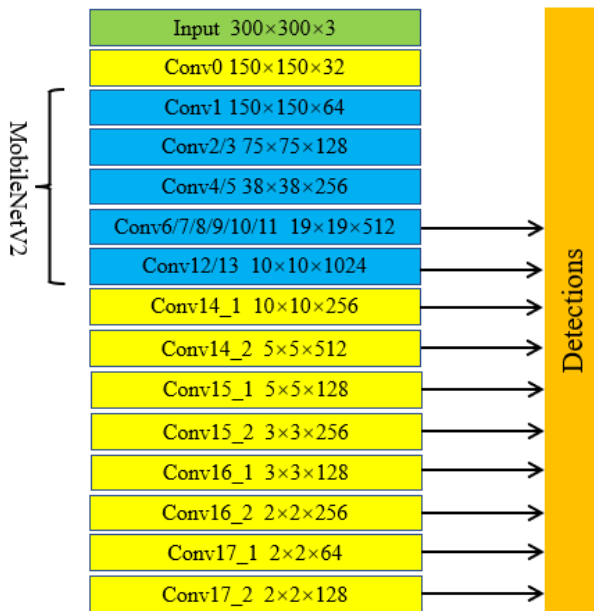 Input 300×300×3
Conv0 150×150×32
Conv1 150×150×64
Conv2/3 75×75×128
Conv4/5 38×38×256
Conv6/7/8/9/10/11 19×19×512
Conv12/13 10×10×1024
Conv14_1 10×10×256
Conv14_2 5×5×512
Conv15_1 5×5×128
Conv15_2 3×3×256
Conv16_1 3×3×128
Conv16_2 2×2×256
Conv17_1 2×2×64
Conv17_2 2×2×128
MobileNetV2
Detections